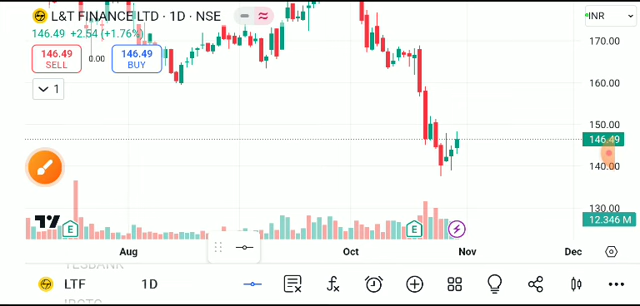 L&T FINANCE LTD · 1D · NSE
INR
146.49 +2.54 (+1.76%)
146.49
SELL
0.00
146.49
BUY
1
170.00
160.00
150.00
146.49
140.00
130.00
12.346 M
E
E
Aug
Oct
Nov
Dec
YESBANK
LTF
1D